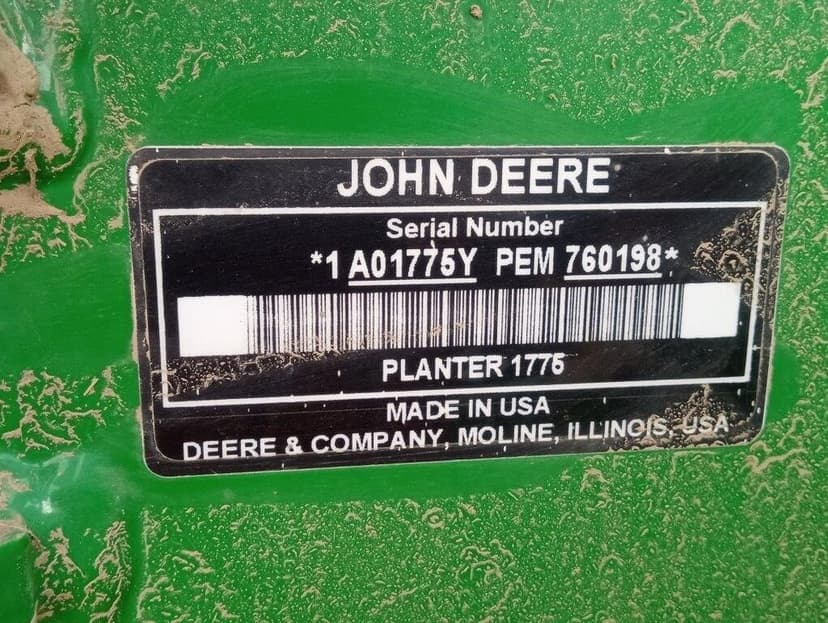 JOHN DEERE
Serial Number
*1 A01775Y PEM 760198*
PLANTER 1775
MADE IN USA
DEERE & COMPANY, MOLINE, ILLINOIS, USA